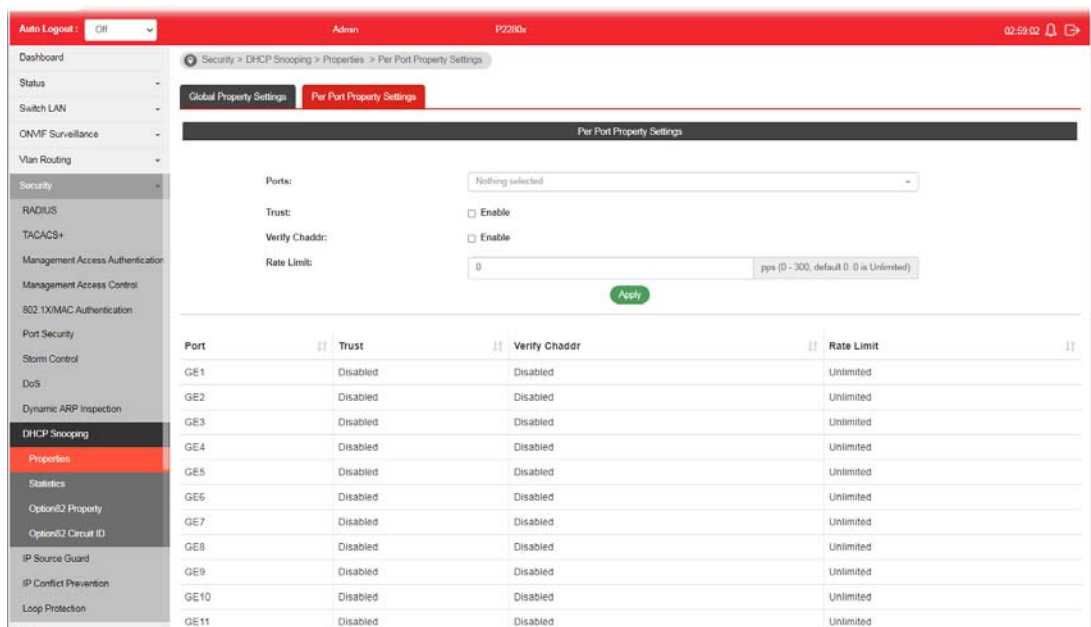 Auto Logout : Off Admin P2280x 02:59:02
Dashboard
Status
Switch LAN
ONVIF Surveillance
Vlan Routing
Security
RADIUS
TACACS+
Management Access Authentication
Management Access Control
802.1X/MAC Authentication
Port Security
Storm Control
DoS
Dynamic ARP Inspection
DHCP Snooping
Properties
Statistics
Option82 Property
Option82 Circuit ID
IP Source Guard
IP Conflict Prevention
Loop Protection
Security > DHCP Snooping > Properties > Per Port Property Settings
Global Property Settings Per Port Property Settings
Per Port Property Settings
Ports: Nothing selected
Trust: Enable
Verify Chaddr: Enable
Rate Limit: 0 pps (0 - 300, default 0. 0 is Unlimited)
Apply
Port Trust Verify Chaddr Rate Limit
GE1 Disabled Disabled Unlimited
GE2 Disabled Disabled Unlimited
GE3 Disabled Disabled Unlimited
GE4 Disabled Disabled Unlimited
GE5 Disabled Disabled Unlimited
GE6 Disabled Disabled Unlimited
GE7 Disabled Disabled Unlimited
GE8 Disabled Disabled Unlimited
GE9 Disabled Disabled Unlimited
GE10 Disabled Disabled Unlimited
GE11 Disabled Disabled Unlimited